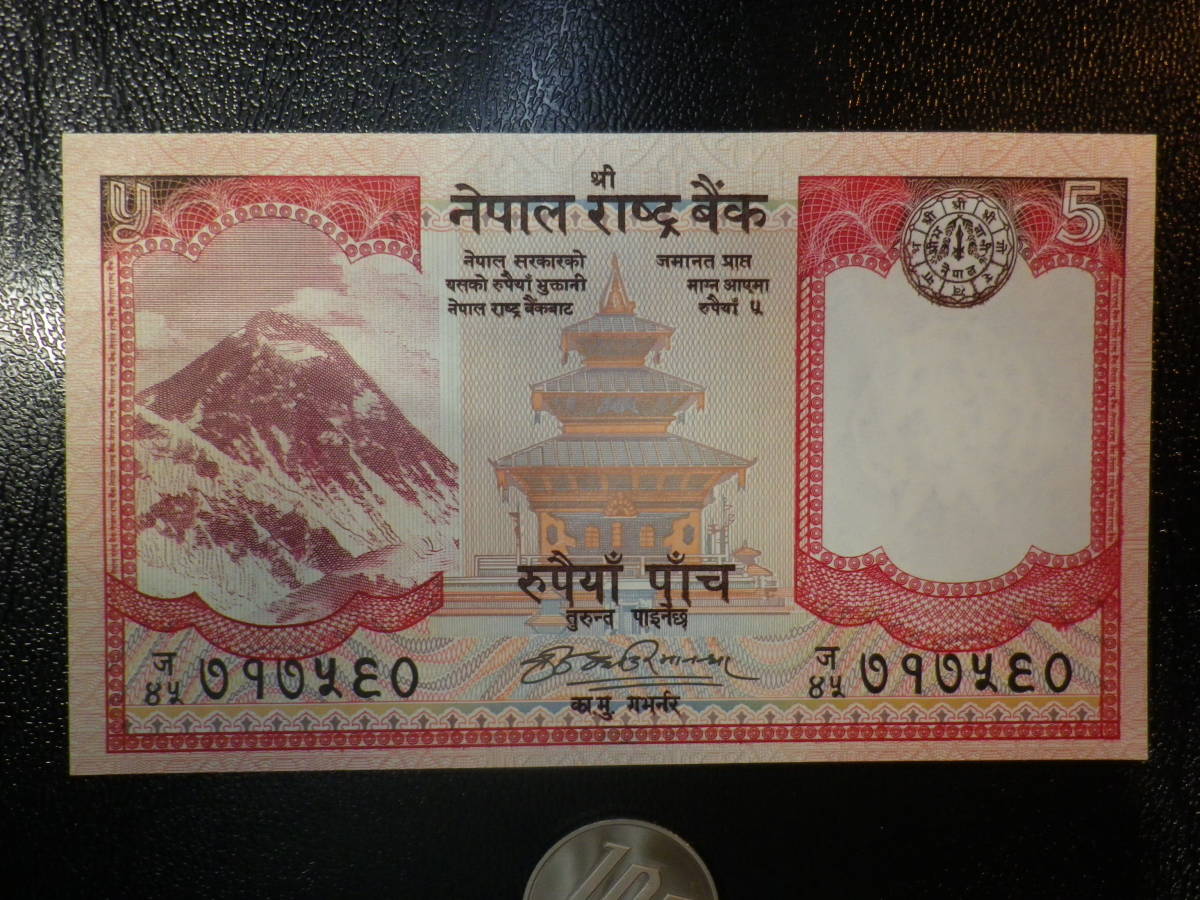 ५
5
श्री
नेपाल राष्ट्र बैंक
नेपाल सरकारको
यसको रुपैयाँ भुक्तानी
नेपाल राष्ट्र बैंकबाट
जमानत प्राप्त
माग्न आएमा
रुपैयाँ ५
रुपैयाँ पाँच
तुरुन्त पाइनेछ
ज
४५ ७१७५६०
ज
४५ ७१७५६०
का.मु. गभर्नर